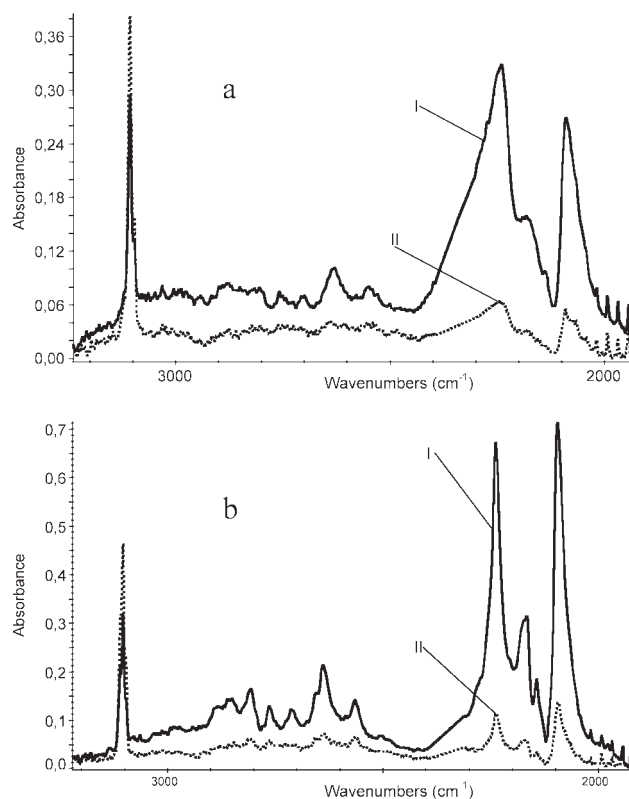 0,36
a
0,30
I
0,24
Absorbance
0,18
0,12
II
0,06
0,00
3000
2000
Wavenumbers (cm⁻¹)
0,7
I
0,6
b
0,5
Absorbance
0,4
0,3
II
0,2
0,1
0,0
3000
2000
Wavenumbers (cm⁻¹)